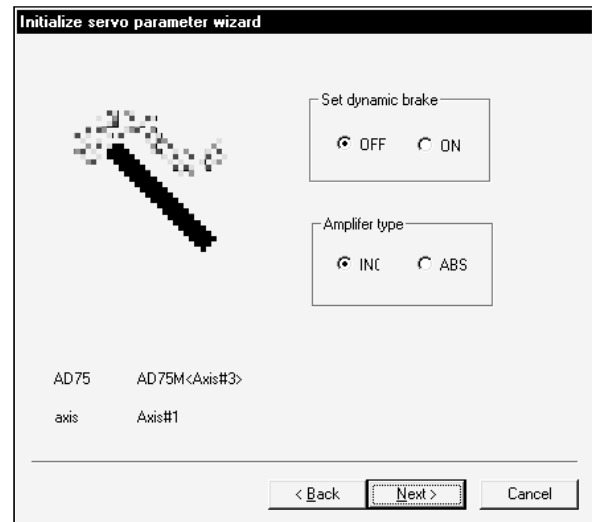 Initialize servo parameter wizard
Set dynamic brake
OFF ON
Amplifer type
INC ABS
AD75 AD75M<Axis#3>
axis Axis#1
< Back Next > Cancel